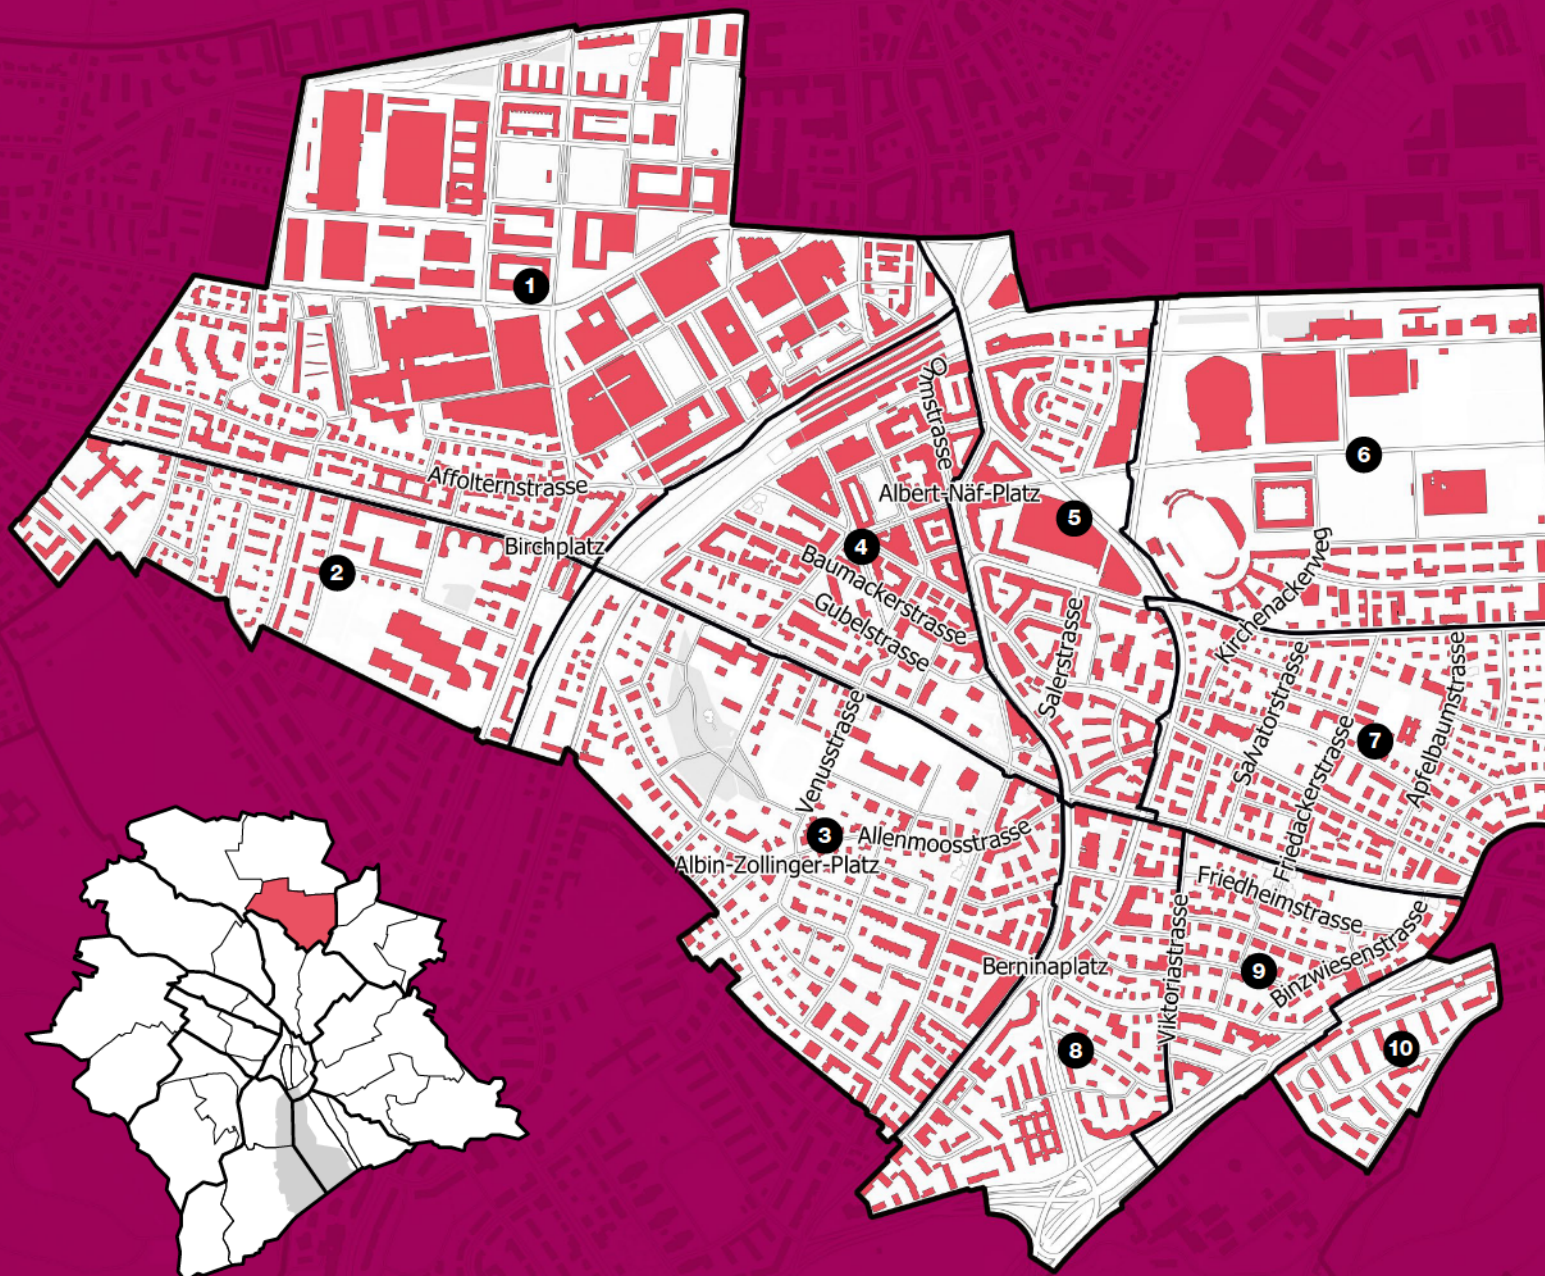 1
Ohmstrasse
6
Affolternstrasse
Albert-Näf-Platz
5
Birchplatz
4
2
Baumackerstrasse
Gubelstrasse
Kirchenackerweg
Salerstrasse
Salvatorstrasse
7
Apfelbaumstrasse
Venusstrasse
Friedackerstrasse
3
Allenmoosstrasse
Albin-Zollinger-Platz
Friedheimstrasse
Berninaplatz
Viktoriastrasse
9
Binzwiesenstrasse
8
10